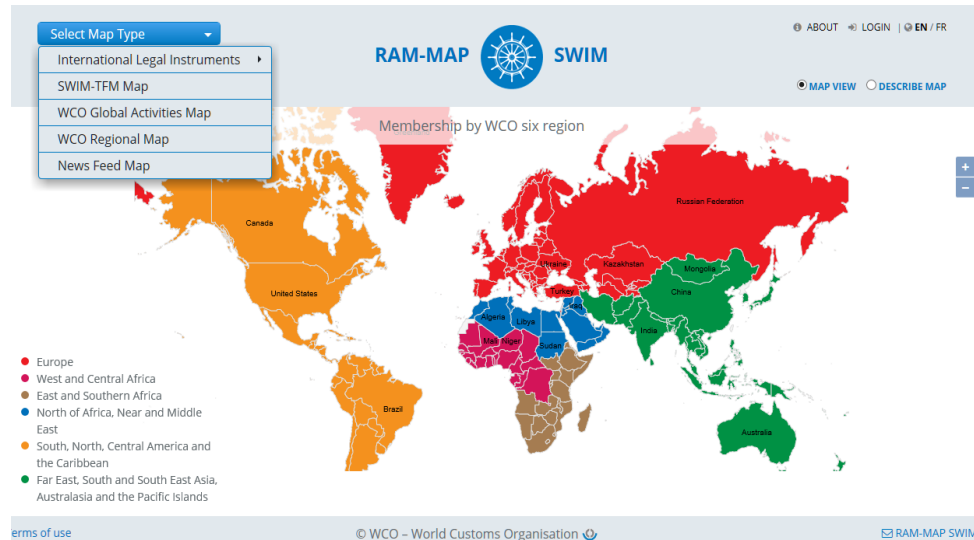 Select Map Type
International Legal Instruments
SWIM-TFM Map
WCO Global Activities Map
WCO Regional Map
News Feed Map
RAM-MAP SWIM
ABOUT LOGIN | EN / FR
MAP VIEW DESCRIBE MAP
Membership by WCO six region
+
−
Canada
United States
Brazil
Russian Federation
Ukraine
Kazakhstan
Mongolia
Turkey
China
Iraq
Algeria
Libya
India
Mali Niger
Sudan
Australia
Europe
West and Central Africa
East and Southern Africa
North of Africa, Near and Middle
East
South, North, Central America and
the Caribbean
Far East, South and South East Asia,
Australasia and the Pacific Islands
erms of use
© WCO – World Customs Organisation
RAM-MAP SWIM